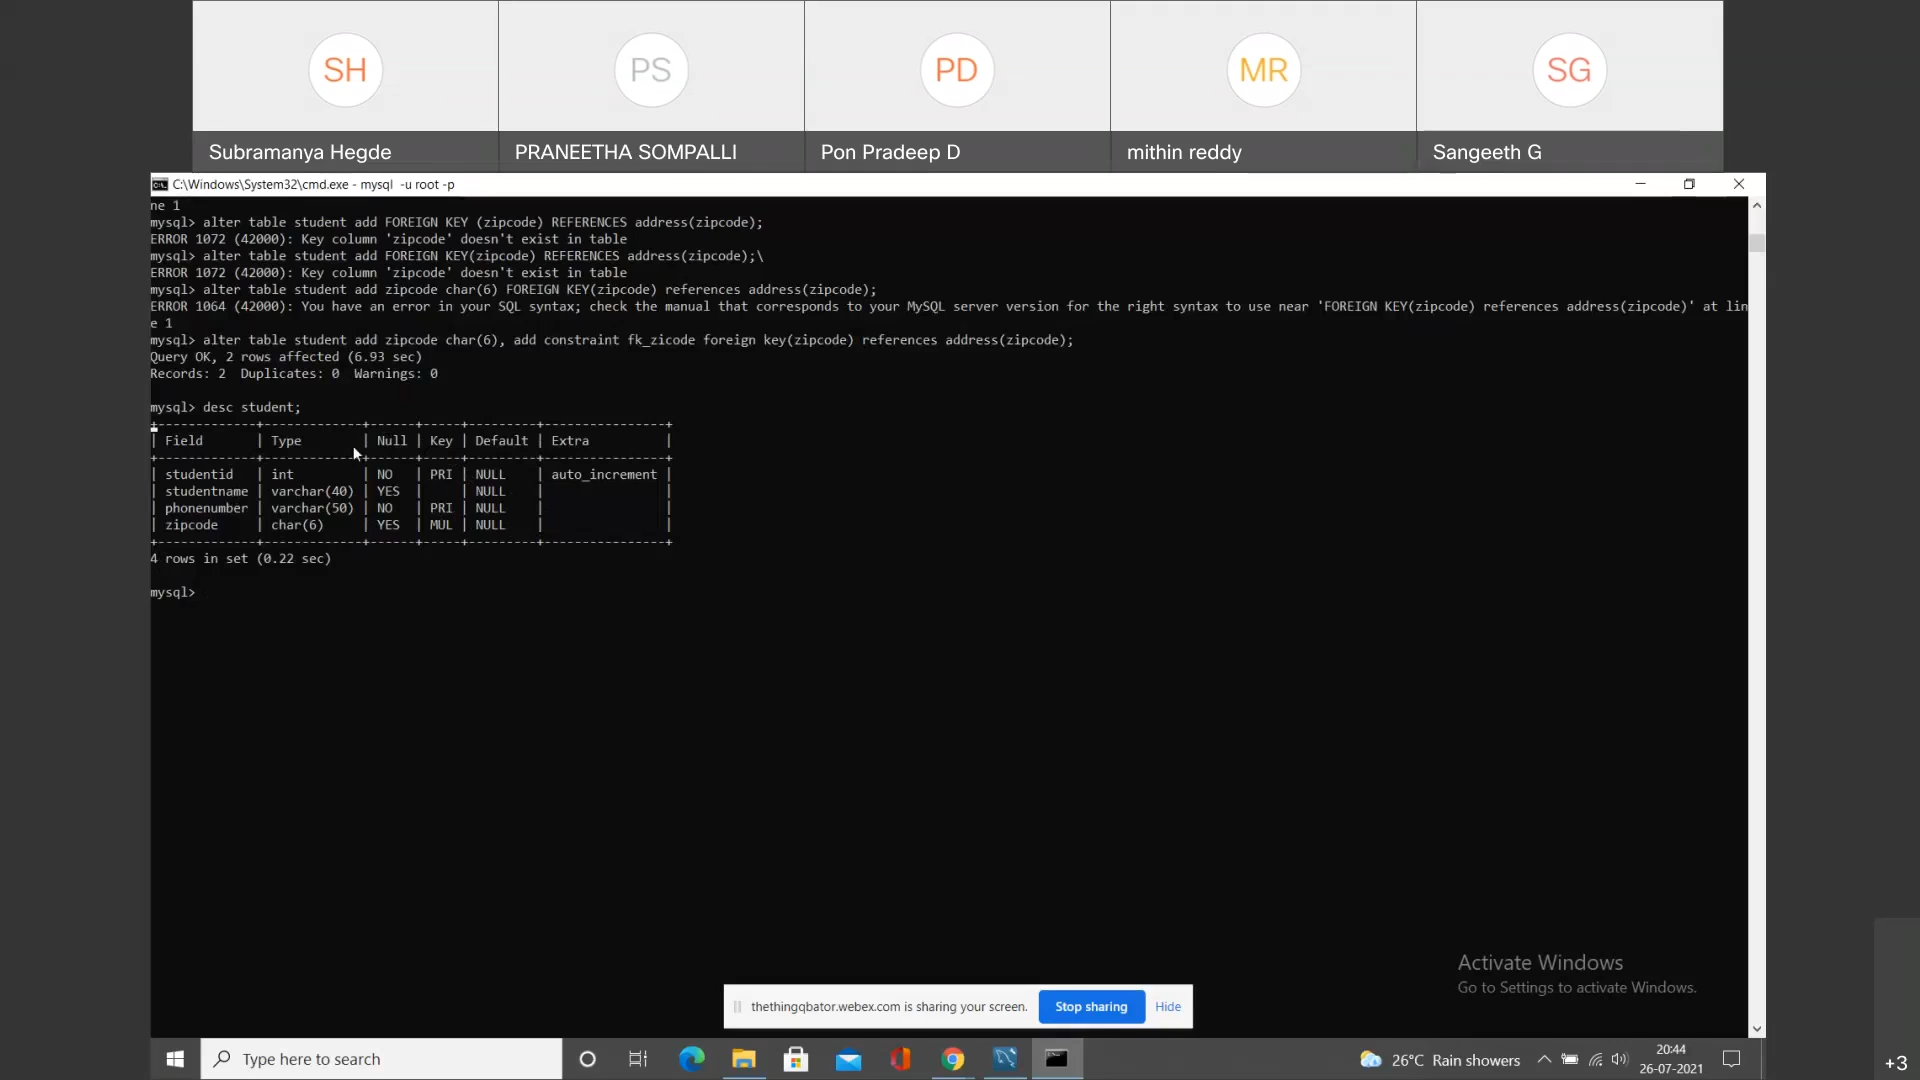 SH
PS
PD
MR
SG
Subramanya Hegde
PRANEETHA SOMPALLI
Pon Pradeep D
mithin reddy
Sangeeth G
C:\Windows\System32\cmd.exe - mysql  -u root -p
ne 1
mysql> alter table student add FOREIGN KEY (zipcode) REFERENCES address(zipcode);
ERROR 1072 (42000): Key column 'zipcode' doesn't exist in table
mysql> alter table student add FOREIGN KEY(zipcode) REFERENCES address(zipcode);\
ERROR 1072 (42000): Key column 'zipcode' doesn't exist in table
mysql> alter table student add zipcode char(6) FOREIGN KEY(zipcode) references address(zipcode);
ERROR 1064 (42000): You have an error in your SQL syntax; check the manual that corresponds to your MySQL server version for the right syntax to use near 'FOREIGN KEY(zipcode) references address(zipcode)' at lin
e 1
mysql> alter table student add zipcode char(6), add constraint fk_zicode foreign key(zipcode) references address(zipcode);
Query OK, 2 rows affected (6.93 sec)
Records: 2  Duplicates: 0  Warnings: 0
mysql> desc student;
+-------------+-------------+------+-----+---------+----------------+
| Field       | Type        | Null | Key | Default | Extra          |
+-------------+-------------+------+-----+---------+----------------+
| studentid   | int         | NO   | PRI | NULL    | auto_increment |
| studentname | varchar(40) | YES  |     | NULL    |                |
| phonenumber | varchar(50) | NO   | PRI | NULL    |                |
| zipcode     | char(6)     | YES  | MUL | NULL    |                |
+-------------+-------------+------+-----+---------+----------------+
4 rows in set (0.22 sec)
mysql>
Activate Windows
Go to Settings to activate Windows.
thethingqbator.webex.com is sharing your screen.
Stop sharing
Hide
Type here to search
26°C Rain showers
20:44
26-07-2021
+3